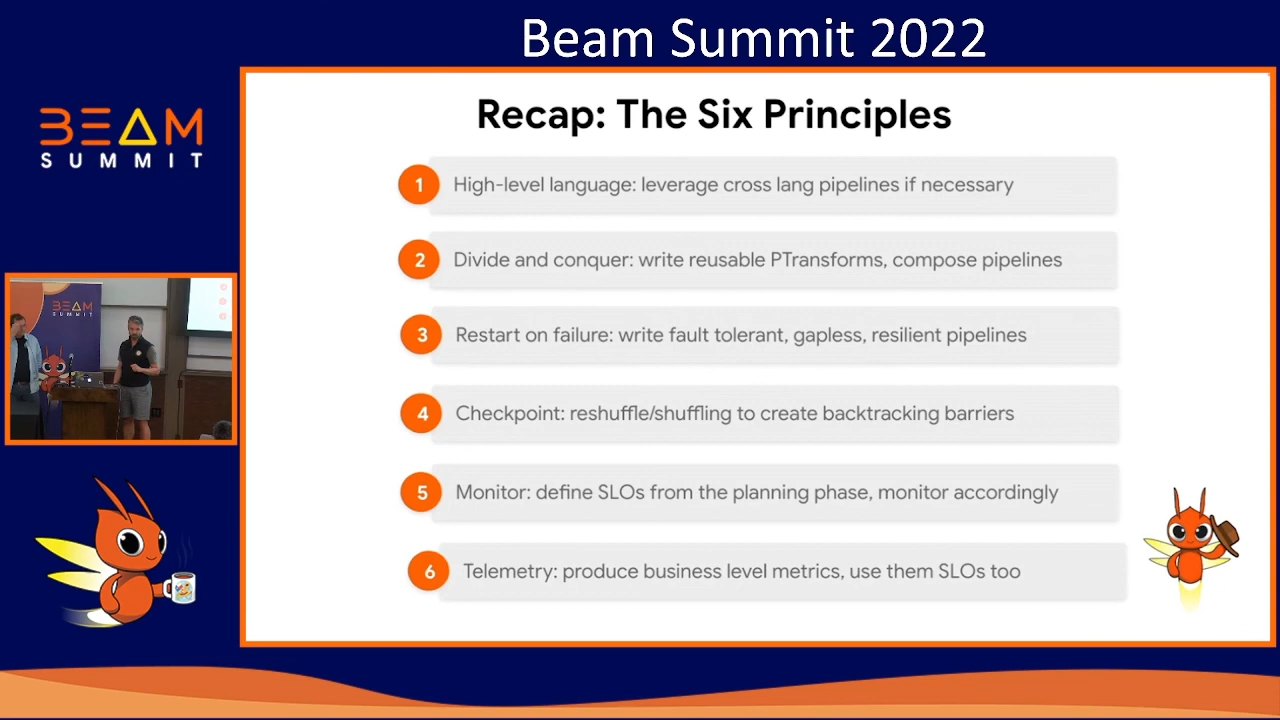 Beam Summit 2022
BEAM
SUMMIT
Recap: The Six Principles
1 High-level language: leverage cross lang pipelines if necessary
2 Divide and conquer: write reusable PTransforms, compose pipelines
3 Restart on failure: write fault tolerant, gapless, resilient pipelines
4 Checkpoint: reshuffle/shuffling to create backtracking barriers
5 Monitor: define SLOs from the planning phase, monitor accordingly
6 Telemetry: produce business level metrics, use them SLOs too
BEAM
SUMMIT